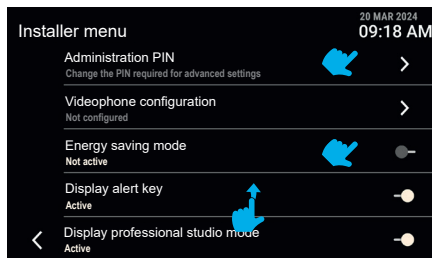 20 MAR 2024
Installer menu
09:18 AM
Administration PIN
Change the PIN required for advanced settings
Videophone configuration
Not configured
Energy saving mode
Not active
Display alert key
Active
Display professional studio mode
Active